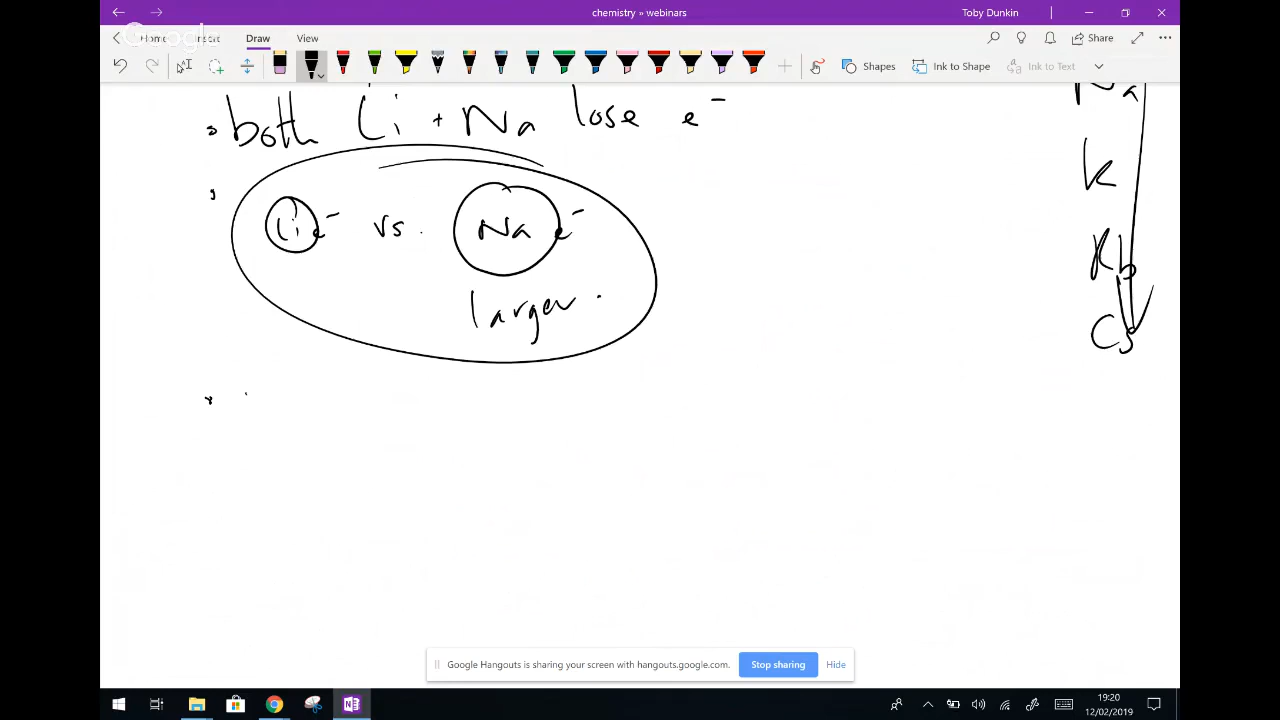 chemistry » webinars
Toby Dunkin
Google
Home Insert Draw View
Share
Shapes
Ink to Shape
Ink to Text
both Li + Na lose e⁻
Li e⁻ vs. Na e⁻
larger.
Na
K
Rb
Cs
Google Hangouts is sharing your screen with hangouts.google.com.
Stop sharing
Hide
19:20
12/02/2019